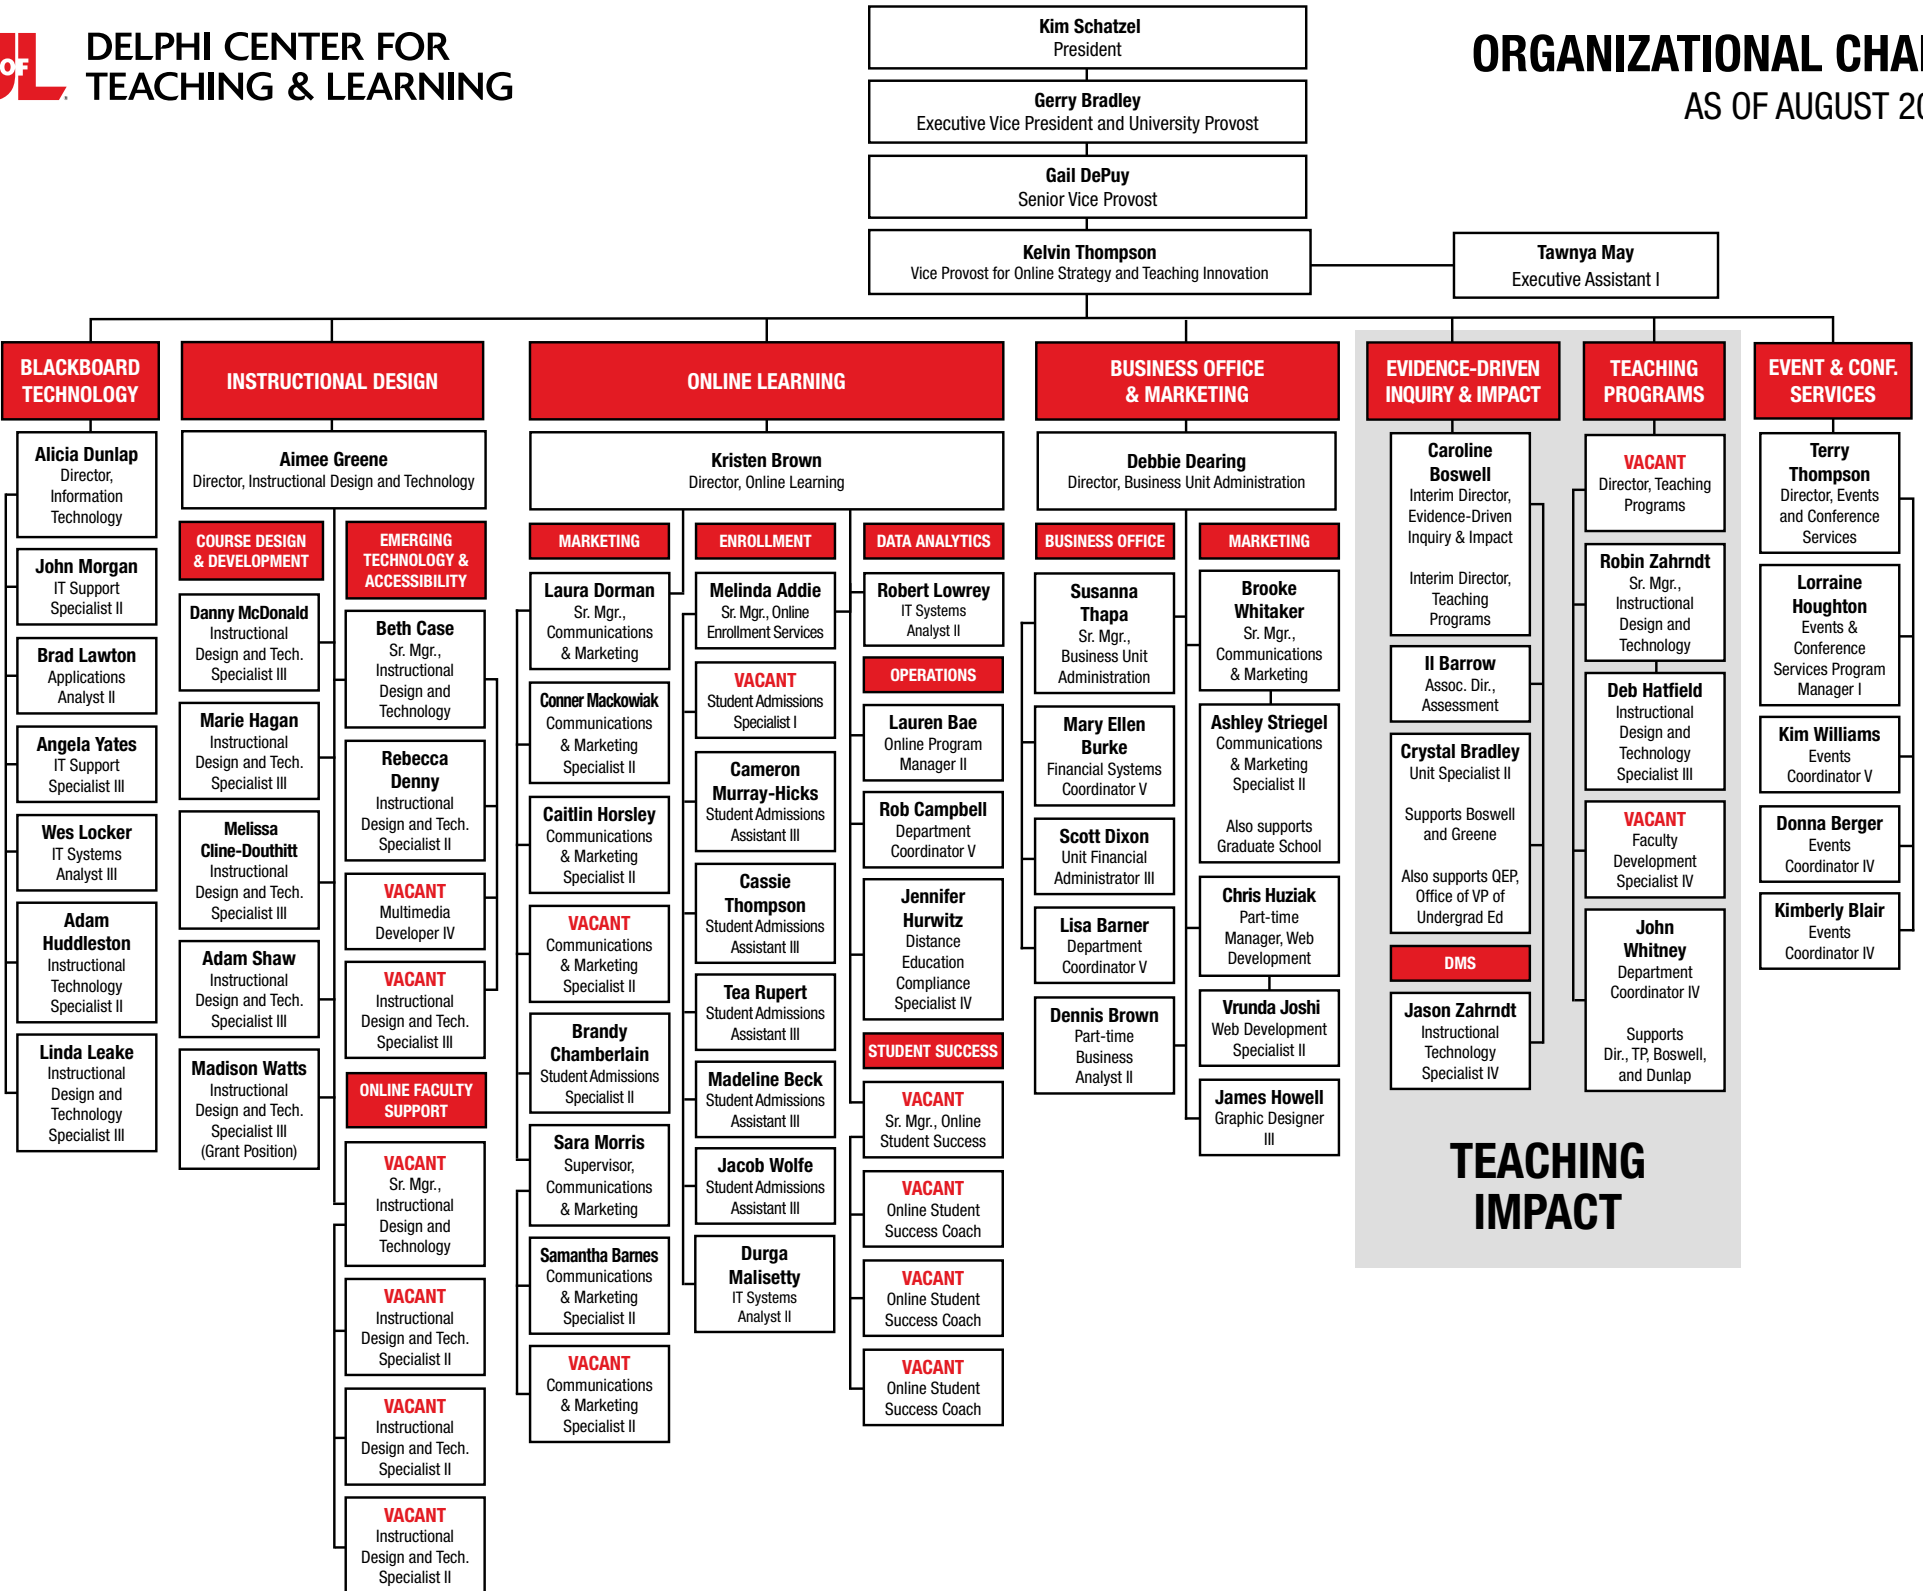 OF
L
DELPHI CENTER FOR
TEACHING & LEARNING
AS OF AUGUST
ORGANIZATIONAL
Kim Schatzel
President
Gerry Bradley
Executive Vice President and University Provost
Gail DePuy
Senior Vice Provost
Kelvin Thompson
Vice Provost for Online Strategy and Teaching Innovation
Tawnya May
Executive Assistant I
BLACKBOARD
TECHNOLOGY
Alicia Dunlap
Director,
Information
Technology
John Morgan
IT Support
Specialist II
Brad Lawton
Applications
Analyst II
Angela Yates
IT Support
Specialist III
Wes Locker
IT Systems
Analyst III
Adam
Huddleston
Instructional
Technology
Specialist II
Linda Leake
Instructional
Design and
Technology
Specialist III
INSTRUCTIONAL DESIGN
Aimee Greene
Director, Instructional Design and Technology
COURSE DESIGN
& DEVELOPMENT
Danny McDonald
Instructional
Design and Tech.
Specialist III
Marie Hagan
Instructional
Design and Tech.
Specialist III
Melissa
Cline-Douthitt
Instructional
Design and Tech.
Specialist III
Adam Shaw
Instructional
Design and Tech.
Specialist III
Madison Watts
Instructional
Design and Tech.
Specialist III
(Grant Position)
EMERGING
TECHNOLOGY &
ACCESSIBILITY
Beth Case
Sr. Mgr.,
Instructional
Design and
Technology
Rebecca
Denny
Instructional
Design and Tech.
Specialist II
VACANT
Multimedia
Developer IV
VACANT
Instructional
Design and Tech.
Specialist III
ONLINE FACULTY
SUPPORT
VACANT
Sr. Mgr.,
Instructional
Design and
Technology
VACANT
Instructional
Design and Tech.
Specialist II
VACANT
Instructional
Design and Tech.
Specialist II
VACANT
Instructional
Design and Tech.
Specialist II
ONLINE LEARNING
Kristen Brown
Director, Online Learning
MARKETING
Laura Dorman
Sr. Mgr.,
Communications
& Marketing
Conner Mackowiak
Communications
& Marketing
Specialist II
Caitlin Horsley
Communications
& Marketing
Specialist II
VACANT
Communications
& Marketing
Specialist II
Brandy
Chamberlain
Student Admissions
Specialist II
Sara Morris
Supervisor,
Communications
& Marketing
Samantha Barnes
Communications
& Marketing
Specialist II
VACANT
Communications
& Marketing
Specialist II
ENROLLMENT
Melinda Addie
Sr. Mgr., Online
Enrollment Services
VACANT
Student Admissions
Specialist I
Cameron
Murray-Hicks
Student Admissions
Assistant III
Cassie
Thompson
Student Admissions
Assistant III
Tea Rupert
Student Admissions
Assistant III
Madeline Beck
Student Admissions
Assistant III
Jacob Wolfe
Student Admissions
Assistant III
Durga
Malisetty
IT Systems
Analyst II
DATA ANALYTICS
Robert Lowrey
IT Systems
Analyst II
OPERATIONS
Lauren Bae
Online Program
Manager II
Rob Campbell
Department
Coordinator V
Jennifer
Hurwitz
Distance
Education
Compliance
Specialist IV
STUDENT SUCCESS
VACANT
Sr. Mgr., Online
Student Success
VACANT
Online Student
Success Coach
VACANT
Online Student
Success Coach
VACANT
Online Student
Success Coach
BUSINESS OFFICE
& MARKETING
Debbie Dearing
Director, Business Unit Administration
BUSINESS OFFICE
Susanna
Thapa
Sr. Mgr.,
Business Unit
Administration
Mary Ellen
Burke
Financial Systems
Coordinator V
Scott Dixon
Unit Financial
Administrator III
Lisa Barner
Department
Coordinator V
Dennis Brown
Part-time
Business
Analyst II
MARKETING
Brooke
Whitaker
Sr. Mgr.,
Communications
& Marketing
Ashley Striegel
Communications
& Marketing
Specialist II
Also supports
Graduate School
Chris Huziak
Part-time
Manager, Web
Development
Vrunda Joshi
Web Development
Specialist II
James Howell
Graphic Designer
III
EVIDENCE-DRIVEN
INQUIRY & IMPACT
Caroline
Boswell
Interim Director,
Evidence-Driven
Inquiry & Impact
Interim Director,
Teaching
Programs
Il Barrow
Assoc. Dir.,
Assessment
Crystal Bradley
Unit Specialist II
Supports Boswell
and Greene
Also supports QEP,
Office of VP of
Undergrad Ed
DMS
Jason Zahrndt
Instructional
Technology
Specialist IV
TEACHING
PROGRAMS
VACANT
Director, Teaching
Programs
Robin Zahrndt
Sr. Mgr.,
Instructional
Design and
Technology
Deb Hatfield
Instructional
Design and
Technology
Specialist III
VACANT
Faculty
Development
Specialist IV
John
Whitney
Department
Coordinator IV
Supports
Dir., TP, Boswell,
and Dunlap
TEACHING
IMPACT
EVENT & CONF.
SERVICES
Terry
Thompson
Director, Events
and Conference
Services
Lorraine
Houghton
Events &
Conference
Services Program
Manager I
Kim Williams
Events
Coordinator V
Donna Berger
Events
Coordinator IV
Kimberly Blair
Events
Coordinator IV